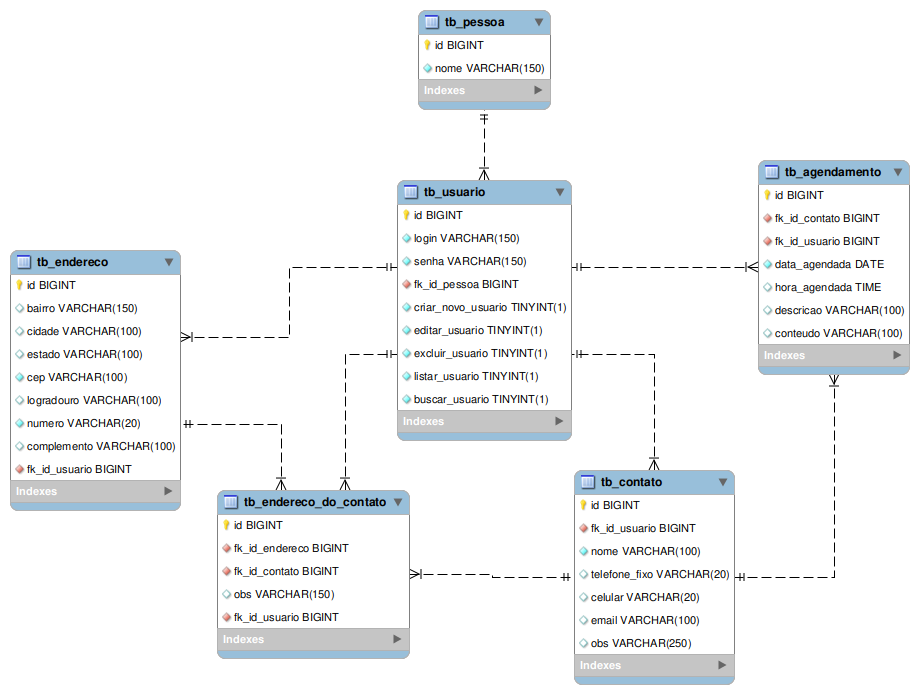 tb_pessoa
id BIGINT
nome VARCHAR(150)
Indexes
tb_usuario
id BIGINT
login VARCHAR(150)
senha VARCHAR(150)
fk_id_pessoa BIGINT
criar_novo_usuario TINYINT(1)
editar_usuario TINYINT(1)
excluir_usuario TINYINT(1)
listar_usuario TINYINT(1)
buscar_usuario TINYINT(1)
Indexes
tb_agendamento
id BIGINT
fk_id_contato BIGINT
fk_id_usuario BIGINT
data_agendada DATE
hora_agendada TIME
descricao VARCHAR(100)
conteudo VARCHAR(100)
Indexes
tb_endereco
id BIGINT
bairro VARCHAR(150)
cidade VARCHAR(100)
estado VARCHAR(100)
cep VARCHAR(100)
logradouro VARCHAR(100)
numero VARCHAR(20)
complemento VARCHAR(100)
fk_id_usuario BIGINT
Indexes
tb_endereco_do_contato
id BIGINT
fk_id_endereco BIGINT
fk_id_contato BIGINT
obs VARCHAR(150)
fk_id_usuario BIGINT
Indexes
tb_contato
id BIGINT
fk_id_usuario BIGINT
nome VARCHAR(100)
telefone_fixo VARCHAR(20)
celular VARCHAR(20)
email VARCHAR(100)
obs VARCHAR(250)
Indexes